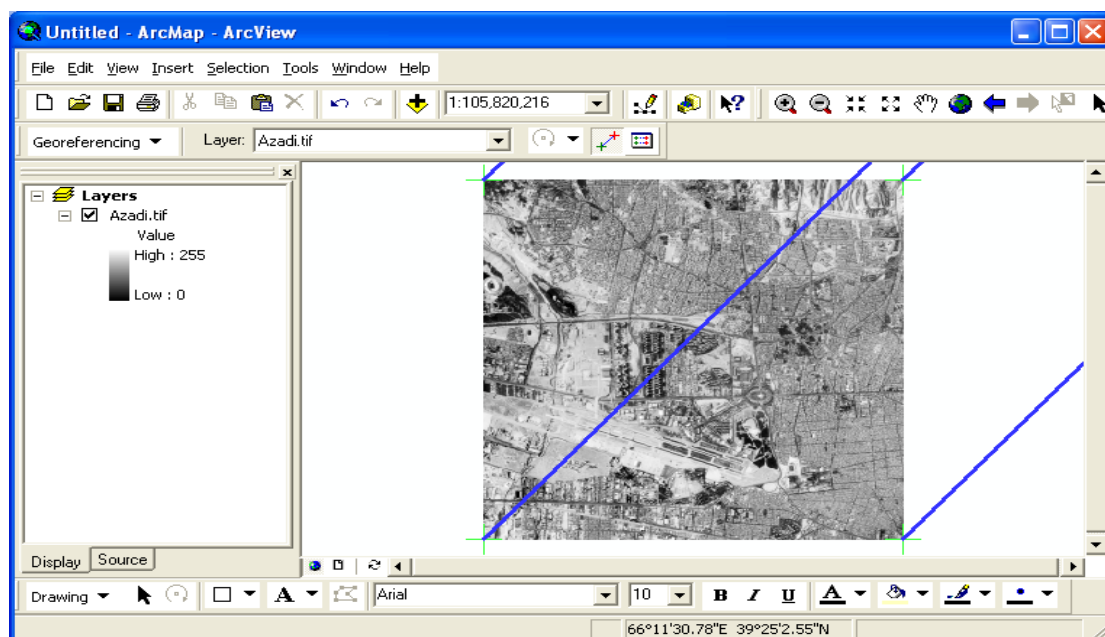 Untitled - ArcMap - ArcView
File Edit View Insert Selection Tools Window Help
1:105,820,216
Georeferencing Layer: Azadi.tif
Layers
Azadi.tif
Value
High : 255
Low : 0
Display Source
Drawing A Arial 10 B I U A
66°11'30.78"E 39°25'2.55"N